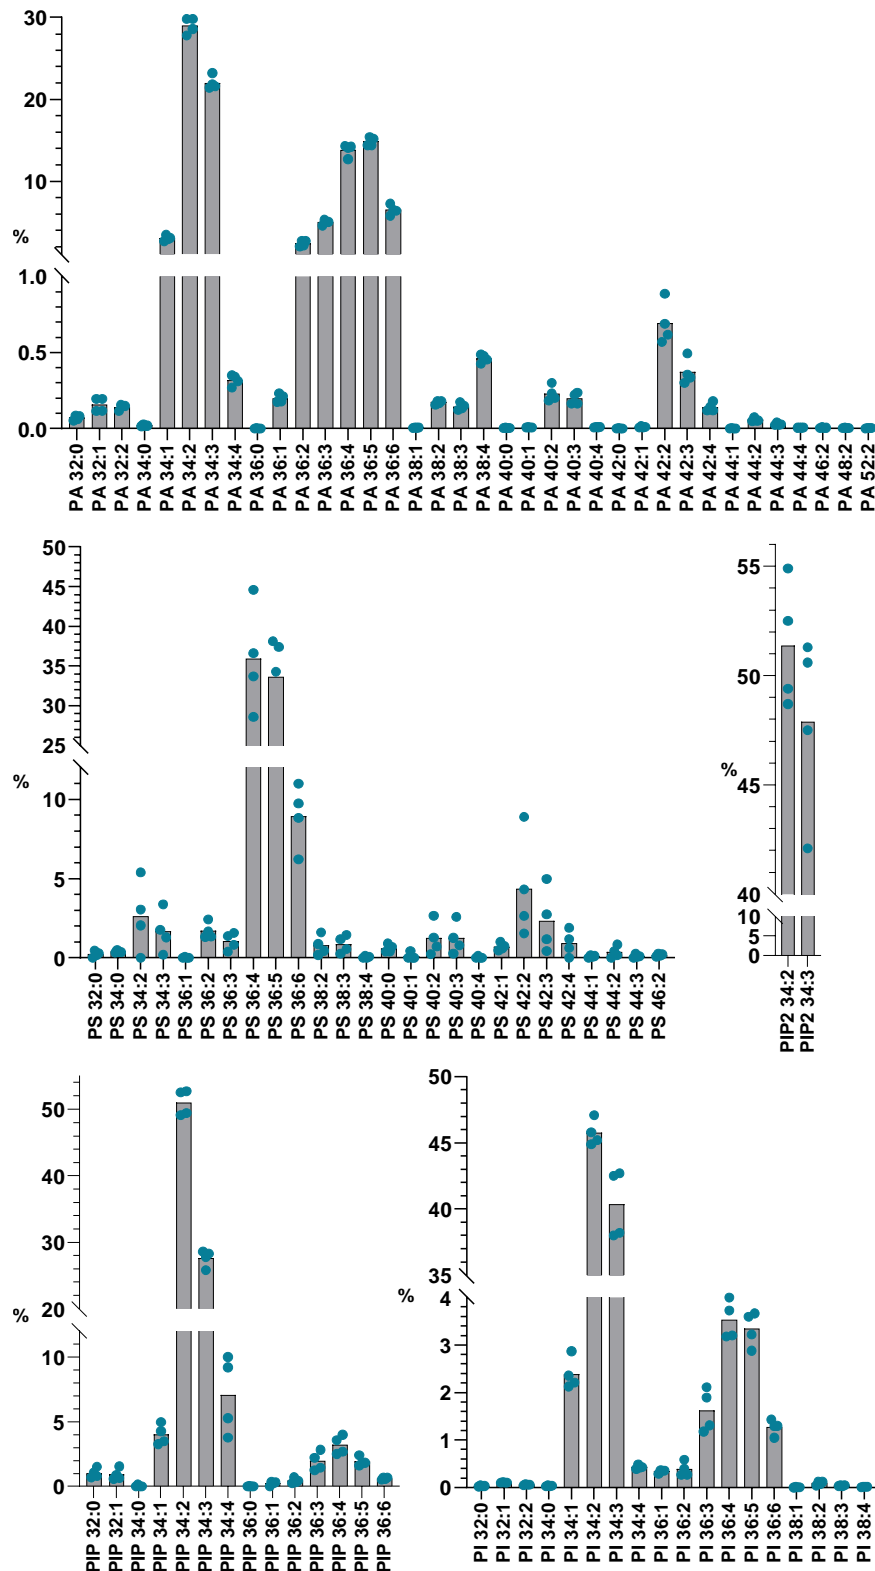 30
20
10
%
1.0
0.5
0.0
PA 32:0
PA 32:1
PA 32:2
PA 34:0
PA 34:1
PA 34:2
PA 34:3
PA 34:4
PA 36:0
PA 36:1
PA 36:2
PA 36:3
PA 36:4
PA 36:5
PA 36:6
PA 38:1
PA 38:2
PA 38:3
PA 38:4
PA 40:0
PA 40:1
PA 40:2
PA 40:3
PA 40:4
PA 42:0
PA 42:1
PA 42:2
PA 42:3
PA 42:4
PA 44:1
PA 44:2
PA 44:3
PA 44:4
PA 46:2
PA 48:2
PA 52:2
50
45
40
35
30
25
%
10
5
0
PS 32:0
PS 34:0
PS 34:2
PS 34:3
PS 36:1
PS 36:2
PS 36:3
PS 36:4
PS 36:5
PS 36:6
PS 38:2
PS 38:3
PS 38:4
PS 40:0
PS 40:1
PS 40:2
PS 40:3
PS 40:4
PS 42:1
PS 42:2
PS 42:3
PS 42:4
PS 44:1
PS 44:2
PS 44:3
PS 46:2
55
50
%
45
40
10
5
0
PIP2 34:2
PIP2 34:3
50
40
30
20
%
10
5
0
PIP 32:0
PIP 32:1
PIP 34:0
PIP 34:1
PIP 34:2
PIP 34:3
PIP 34:4
PIP 36:0
PIP 36:1
PIP 36:2
PIP 36:3
PIP 36:4
PIP 36:5
PIP 36:6
50
45
40
35
%
4
3
2
1
0
PI 32:0
PI 32:1
PI 32:2
PI 34:0
PI 34:1
PI 34:2
PI 34:3
PI 34:4
PI 36:1
PI 36:2
PI 36:3
PI 36:4
PI 36:5
PI 36:6
PI 38:1
PI 38:2
PI 38:3
PI 38:4